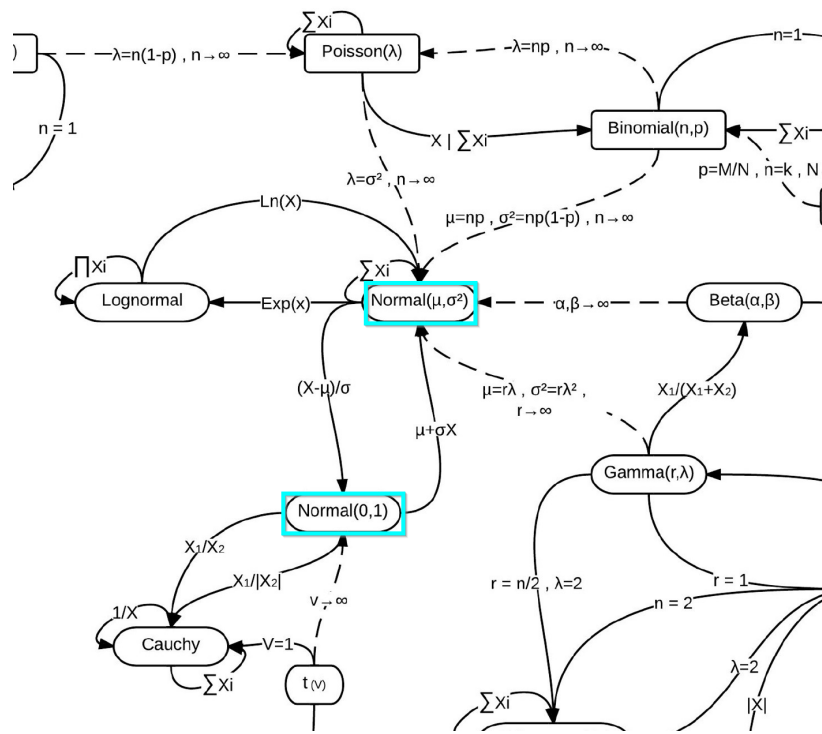 ∑Xi
)
λ=n(1-p) , n→∞
Poisson(λ)
λ=np , n→∞
n=1
n = 1
X | ∑Xi
Binomial(n,p)
∑Xi
p=M/N , n=k , N
λ=σ² , n→∞
Ln(X)
μ=np , σ²=np(1-p) , n→∞
∏Xi
∑Xi
Lognormal
Exp(x)
Normal(μ,σ²)
α,β→∞
Beta(α,β)
(X-μ)/σ
μ=rλ , σ²=rλ² ,
r→∞
X₁/(X₁+X₂)
μ+σX
Gamma(r,λ)
Normal(0,1)
X₁/X₂
X₁/|X₂|
r = n/2 , λ=2
r = 1
v→∞
n = 2
1/X
Cauchy
V=1
λ=2
∑Xi
t(v)
∑Xi
|X|